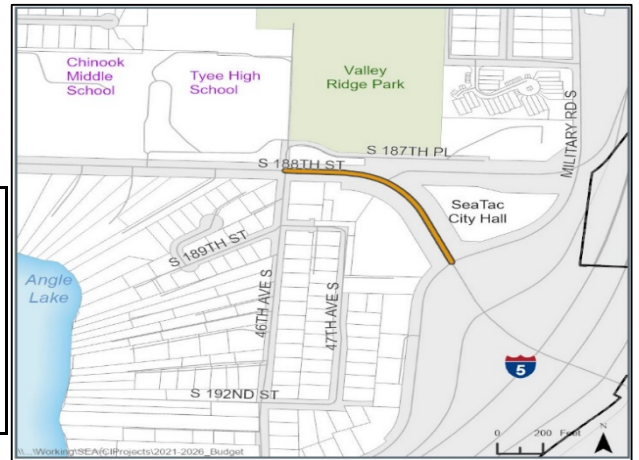 Chinook
Middle
School
Tyee High
School
Valley
Ridge Park
MILITARY RD S
S 187TH PL
S 188TH ST
SeaTac
City Hall
S 189TH ST
Angle
Lake
46TH AVE S
47TH AVE S
5
S 192ND ST
0 200 Feet
N
\\...\Working\SEA\CIProjects\2021-2026_Budget